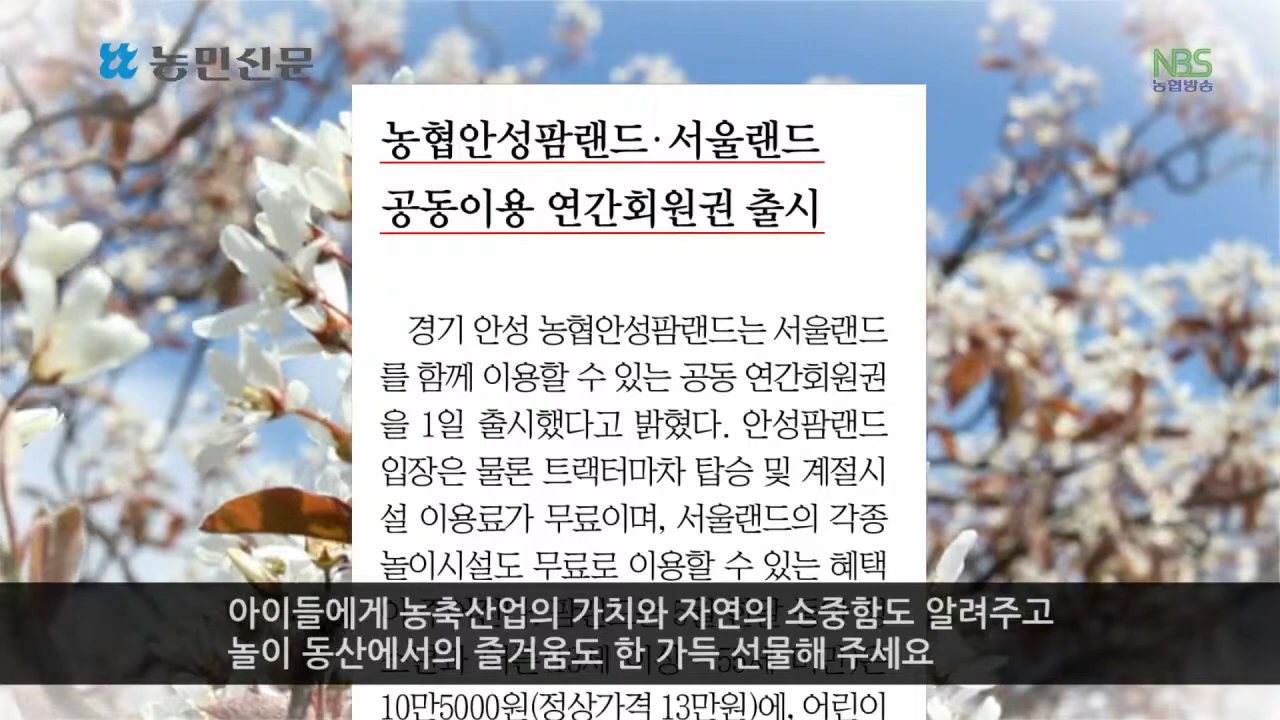 농민신문
NBS
농협방송
농협안성팜랜드·서울랜드
공동이용 연간회원권 출시
경기 안성 농협안성팜랜드는 서울랜드
를 함께 이용할 수 있는 공동 연간회원권
을 1일 출시했다고 밝혔다. 안성팜랜드
입장은 물론 트랙터마차 탑승 및 계절시
설 이용료가 무료이며, 서울랜드의 각종
놀이시설도 무료로 이용할 수 있는 혜택
아이들에게 농축산업의 가치와 자연의 소중함도 알려주고
놀이 동산에서의 즐거움도 한 가득 선물해 주세요
10만5000원(정상가격 13만원)에, 어린이